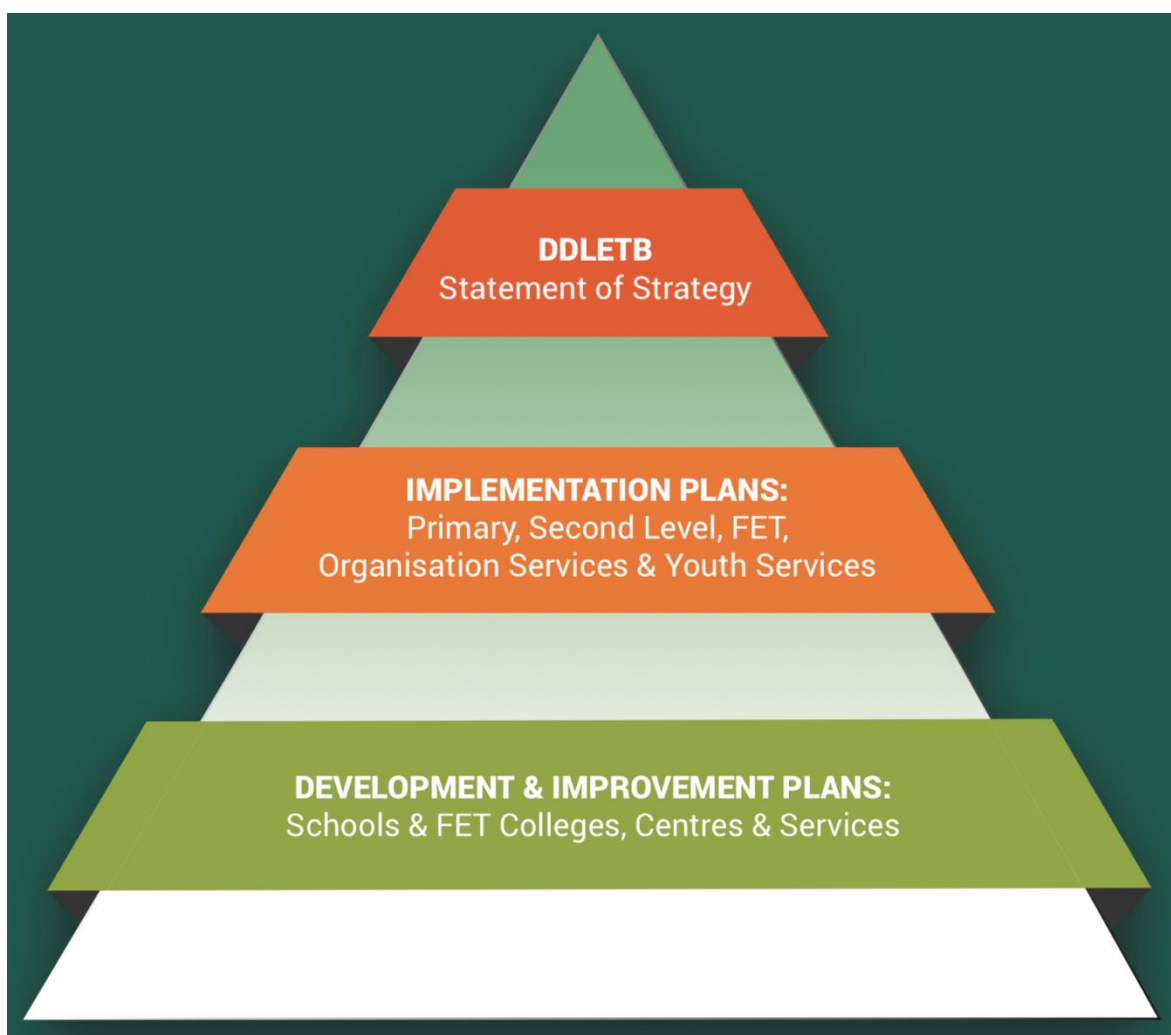 DDLETB
Statement of Strategy
IMPLEMENTATION PLANS:
Primary, Second Level, FET,
Organisation Services & Youth Services
DEVELOPMENT & IMPROVEMENT PLANS:
Schools & FET Colleges, Centres & Services